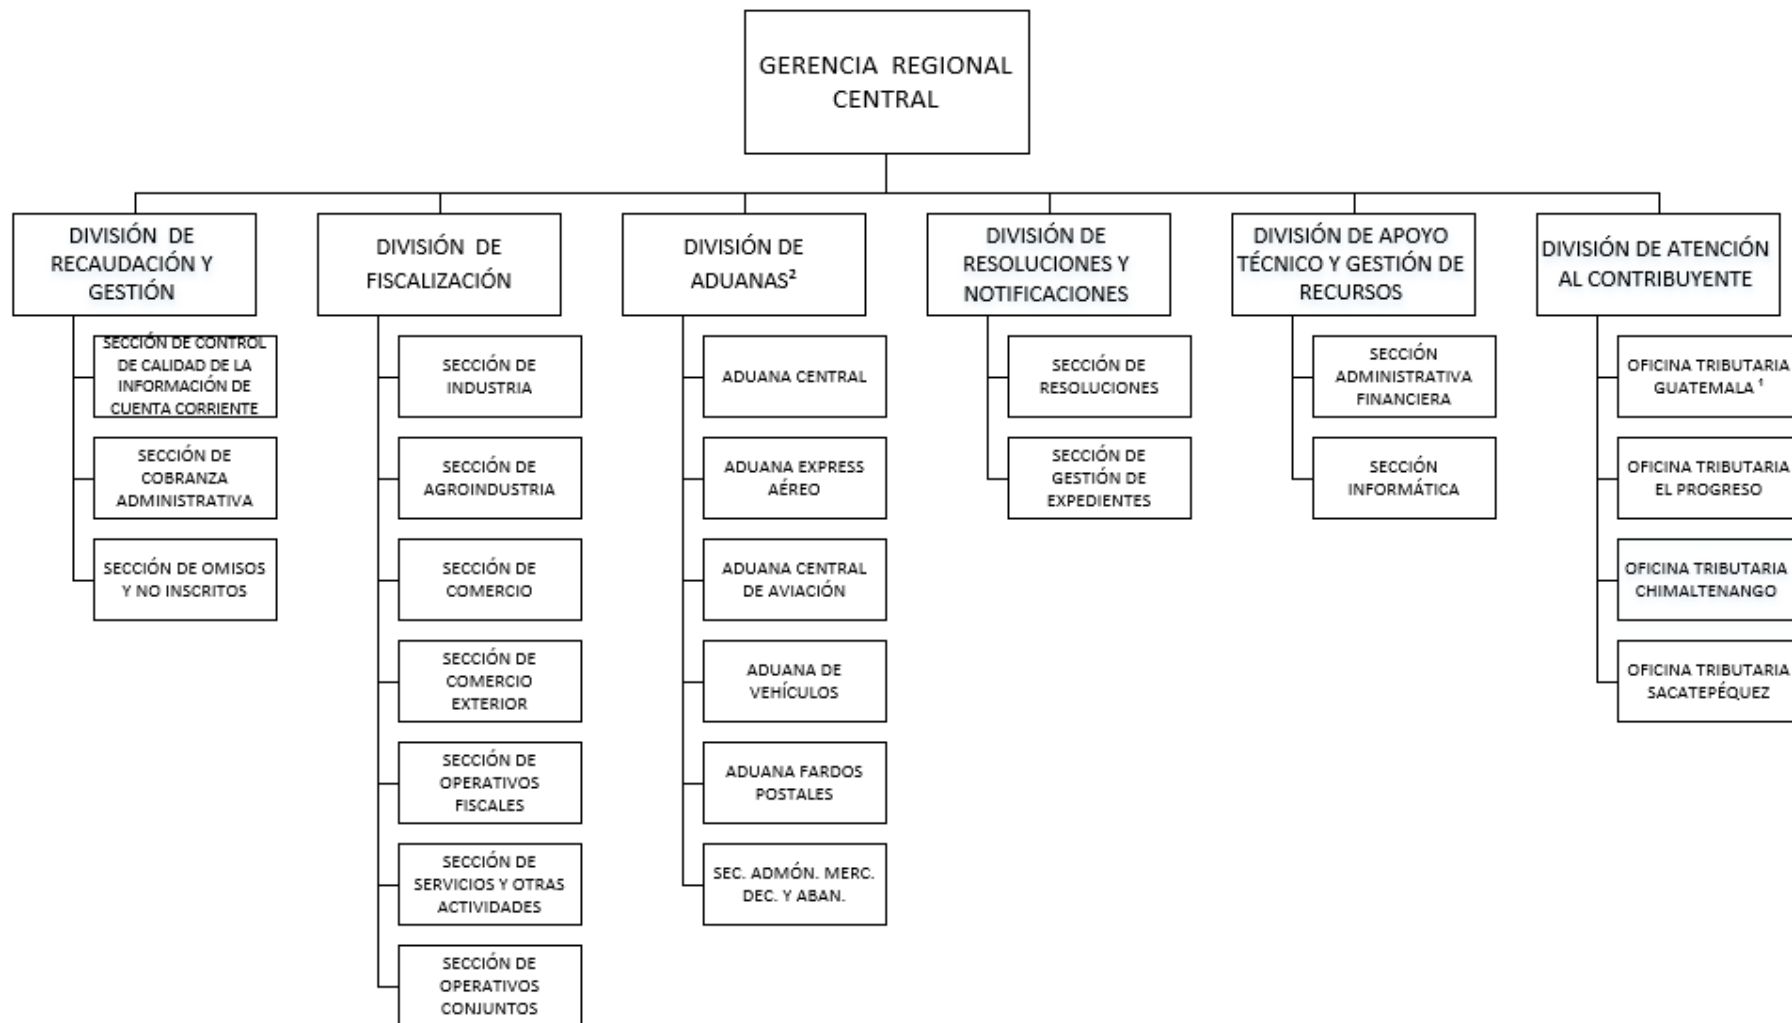 GERENCIA REGIONAL
CENTRAL
DIVISIÓN DE
RECAUDACIÓN Y
GESTIÓN
SECCIÓN DE CONTROL
DE CALIDAD DE LA
INFORMACIÓN DE
CUENTA CORRIENTE
SECCIÓN DE
COBRANZA
ADMINISTRATIVA
SECCIÓN DE OMISOS
Y NO INSCRITOS
DIVISIÓN DE
FISCALIZACIÓN
SECCIÓN DE
INDUSTRIA
SECCIÓN DE
AGROINDUSTRIA
SECCIÓN DE
COMERCIO
SECCIÓN DE
COMERCIO
EXTERIOR
SECCIÓN DE
OPERATIVOS
FISCALES
SECCIÓN DE
SERVICIOS Y OTRAS
ACTIVIDADES
SECCIÓN DE
OPERATIVOS
CONJUNTOS
DIVISIÓN DE
ADUANAS²
ADUANA CENTRAL
ADUANA EXPRESS
AÉREO
ADUANA CENTRAL
DE AVIACIÓN
ADUANA DE
VEHÍCULOS
ADUANA FARDOS
POSTALES
SEC. ADMÓN. MERC.
DEC. Y ABAN.
DIVISIÓN DE
RESOLUCIONES Y
NOTIFICACIONES
SECCIÓN DE
RESOLUCIONES
SECCIÓN DE
GESTIÓN DE
EXPEDIENTES
DIVISIÓN DE APOYO
TÉCNICO Y GESTIÓN DE
RECURSOS
SECCIÓN
ADMINISTRATIVA
FINANCIERA
SECCIÓN
INFORMÁTICA
DIVISIÓN DE ATENCIÓN
AL CONTRIBUYENTE
OFICINA TRIBUTARIA
GUATEMALA ¹
OFICINA TRIBUTARIA
EL PROGRESO
OFICINA TRIBUTARIA
CHIMALTENANGO
OFICINA TRIBUTARIA
SACATEPÉQUEZ